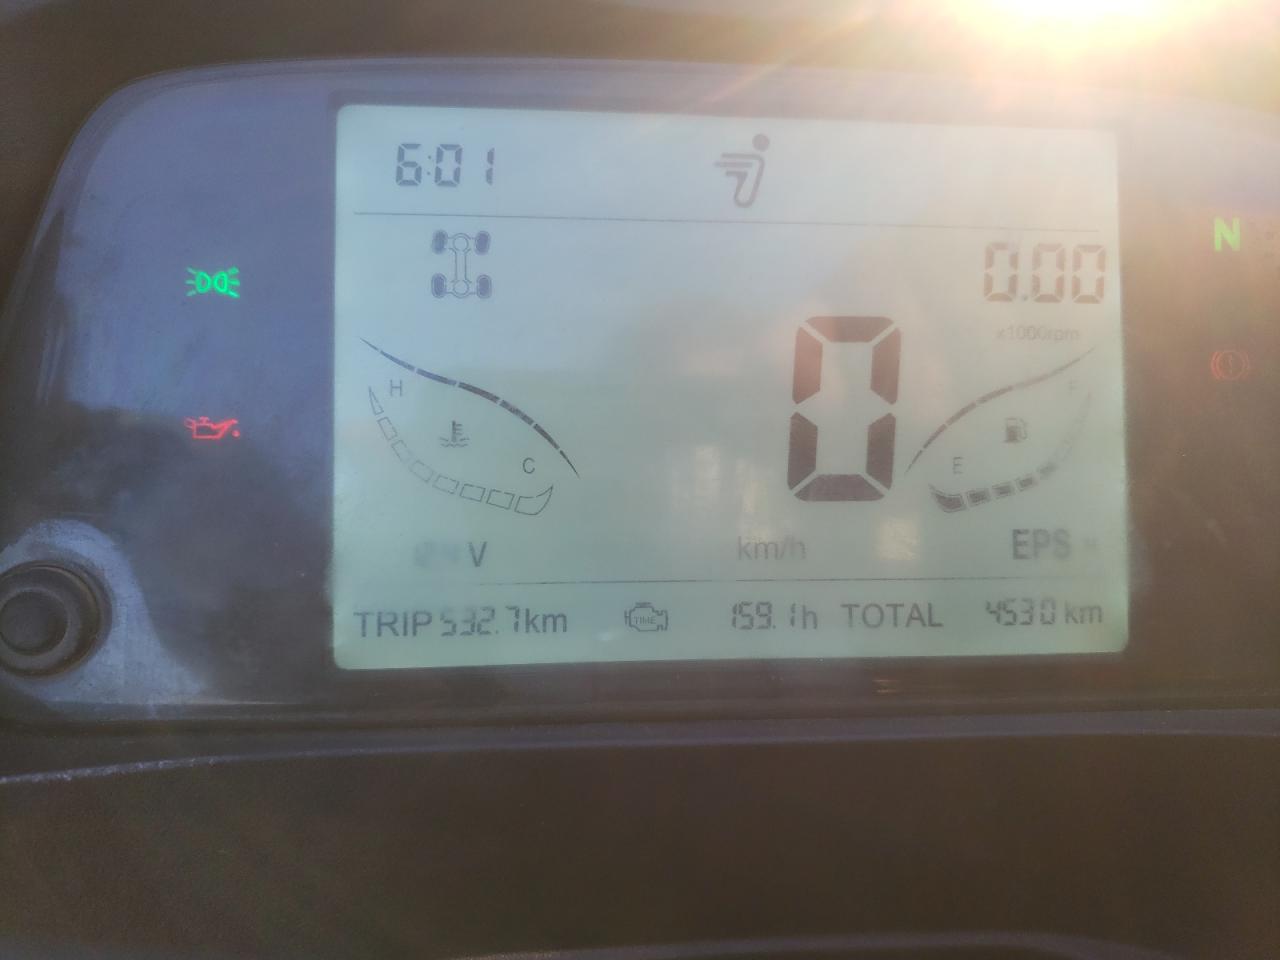 6:01
N
0.00
x1000rpm
H
F
C
E
0
V
km/h
EPS
TRIP 532.7km
TIME
159.1h
TOTAL 4530 km